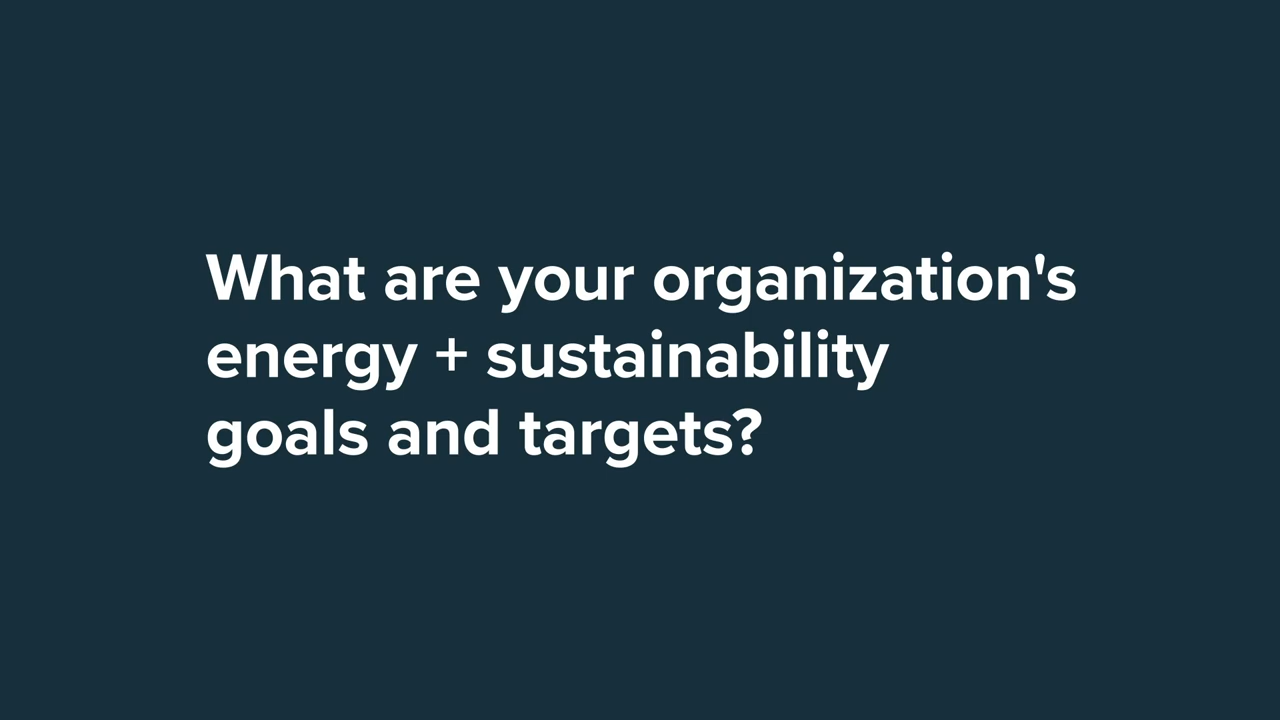 What are your organization's
energy + sustainability
goals and targets?